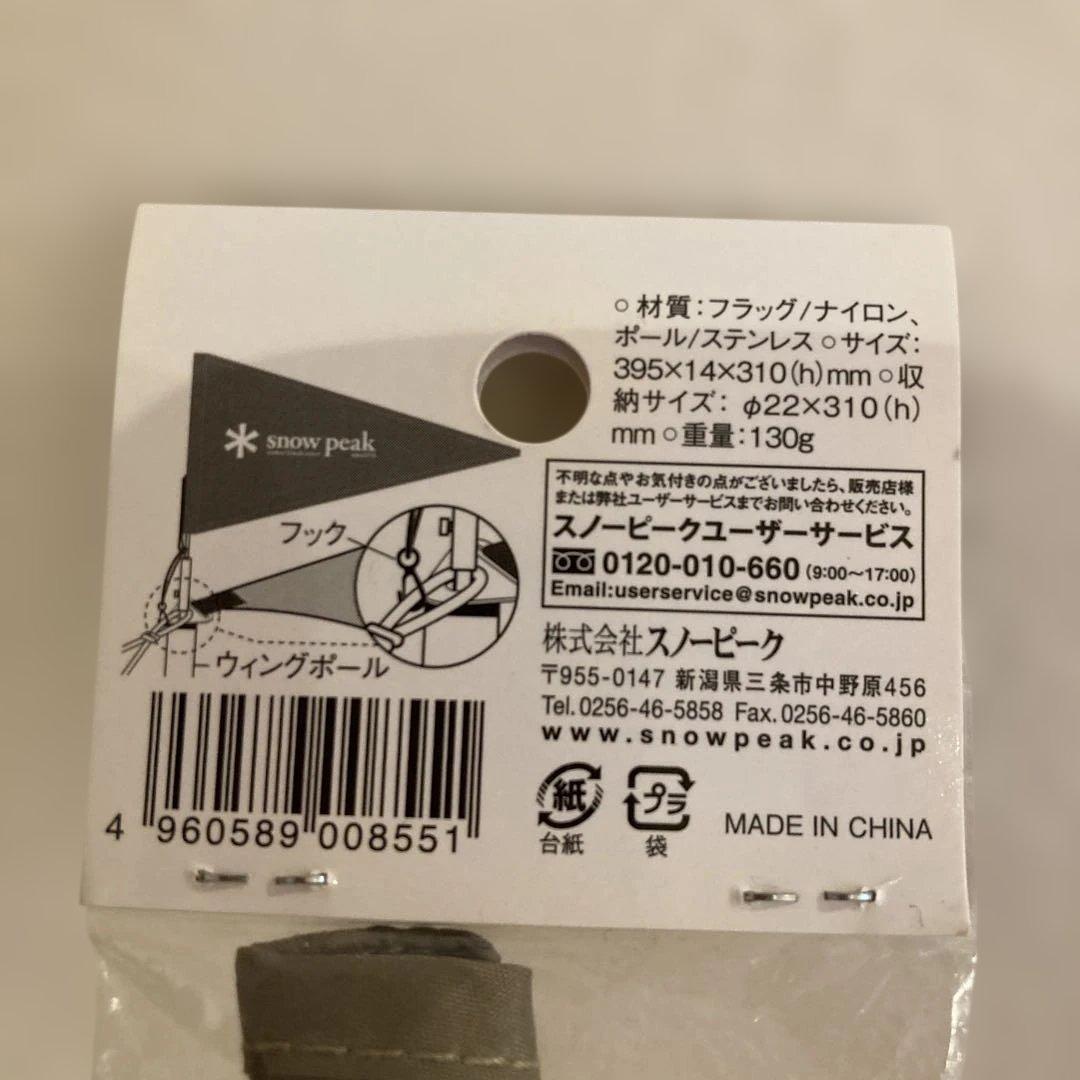 ○材質：フラッグ/ナイロン、
ポール/ステンレス○サイズ：
395×14×310(h)mm○収
納サイズ： φ22×310(h)
mm○重量：130g
snow peak
フック
ウィングポール
不明な点やお気付きの点がございましたら、販売店様
または弊社ユーザーサービスまでお問い合わせください。
スノーピークユーザーサービス
0120-010-660(9:00〜17:00)
Email:userservice@snowpeak.co.jp
株式会社スノーピーク
〒955-0147 新潟県三条市中野原456
Tel.0256-46-5858 Fax.0256-46-5860
www.snowpeak.co.jp
紙
台紙
プラ
袋
MADE IN CHINA
4 960589 008551